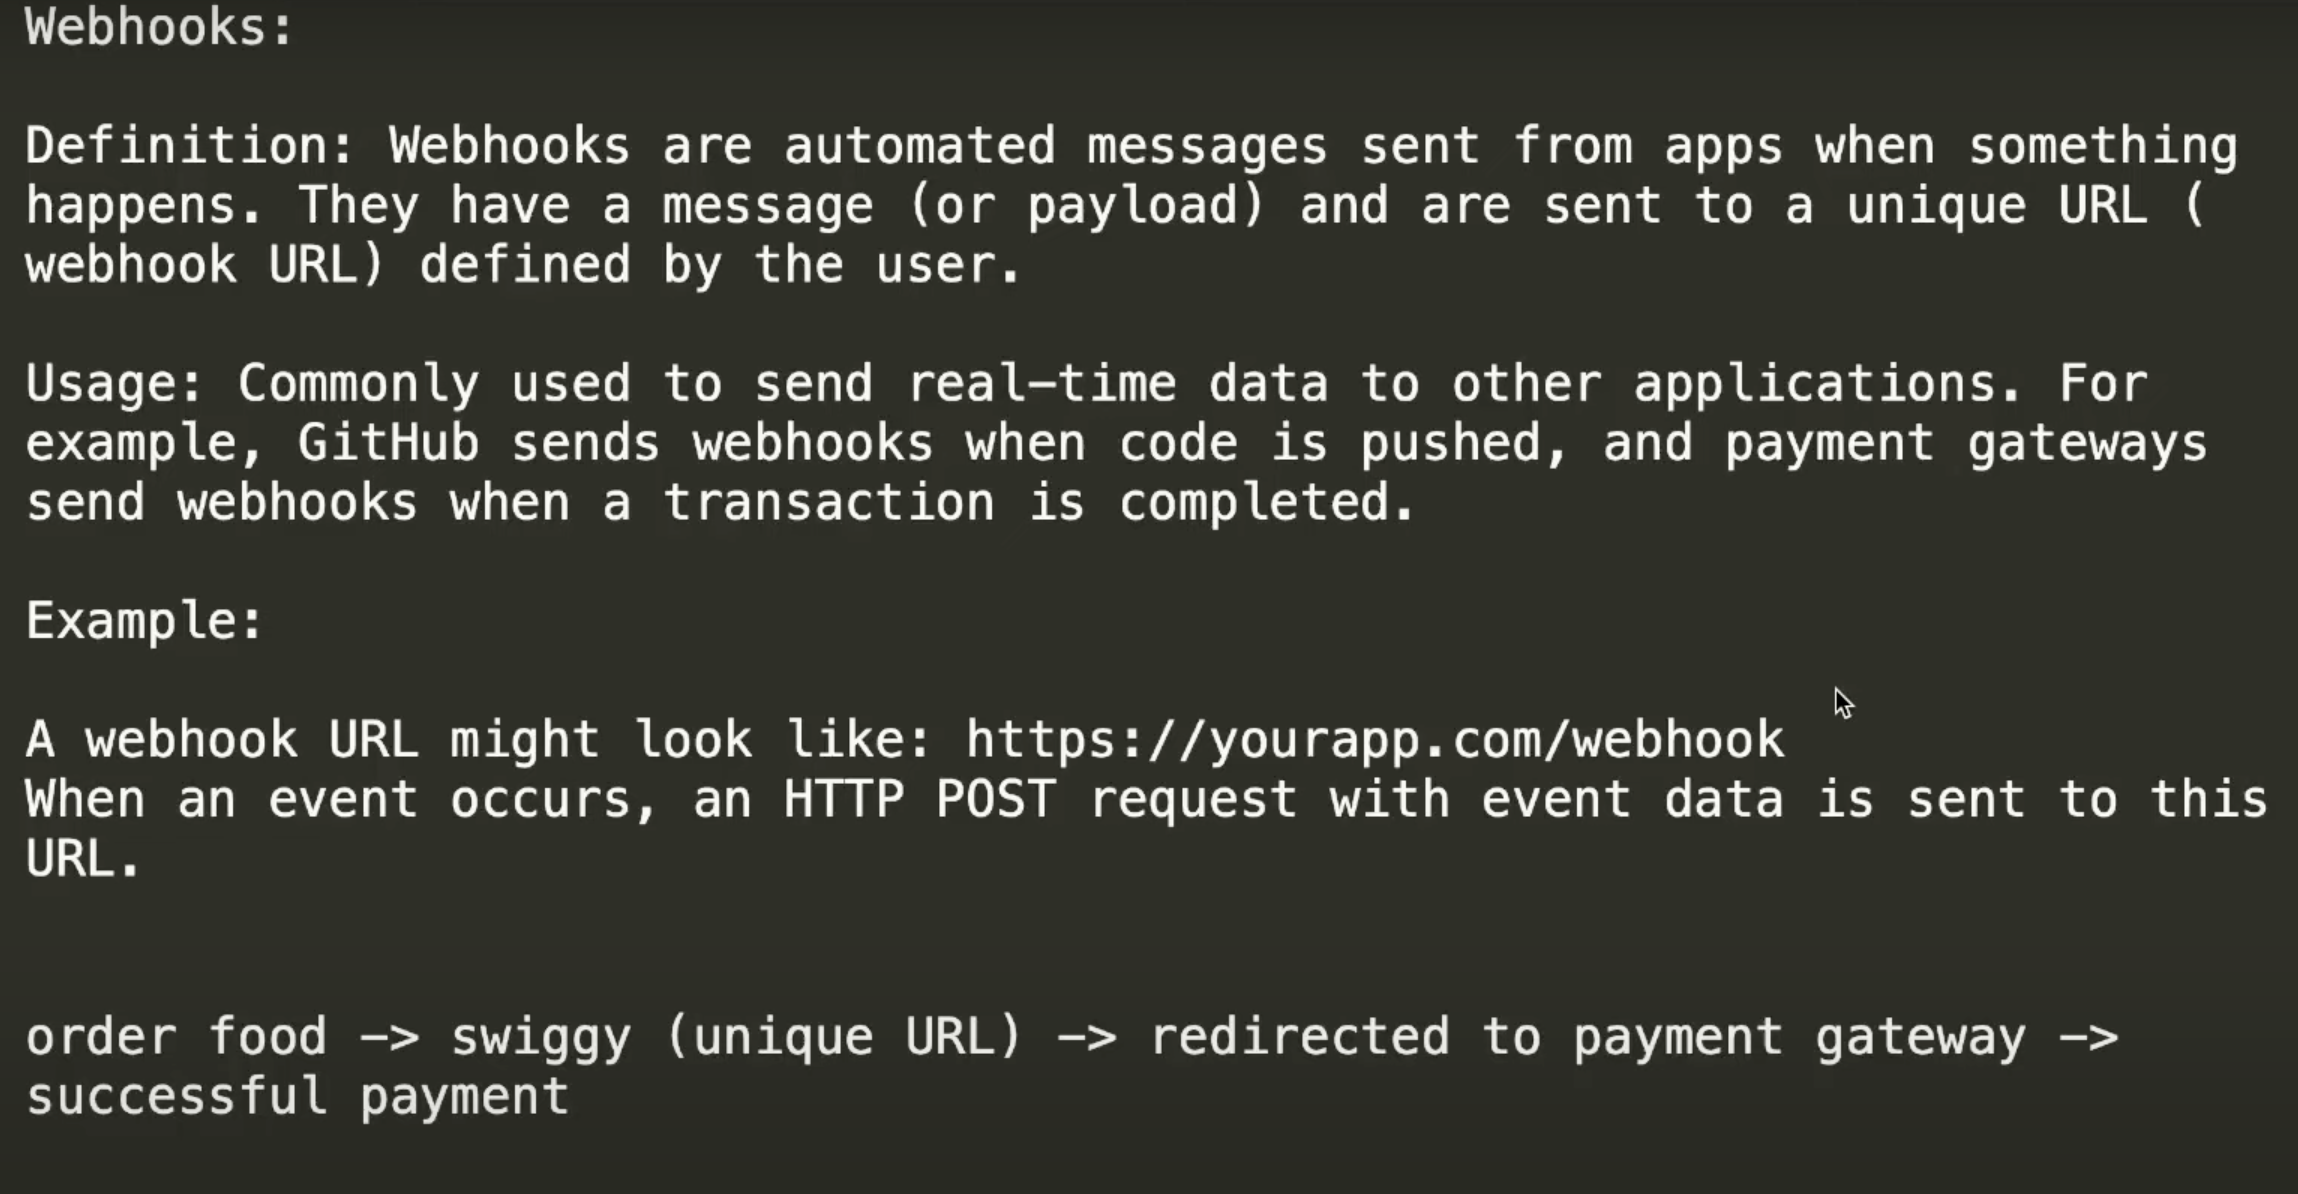 Webhooks:
Definition: Webhooks are automated messages sent from apps when something
happens. They have a message (or payload) and are sent to a unique URL (
webhook URL) defined by the user.
Usage: Commonly used to send real-time data to other applications. For
example, GitHub sends webhooks when code is pushed, and payment gateways
send webhooks when a transaction is completed.
Example:
A webhook URL might look like: https://yourapp.com/webhook
When an event occurs, an HTTP POST request with event data is sent to this
URL.
order food -> swiggy (unique URL) -> redirected to payment gateway ->
successful payment